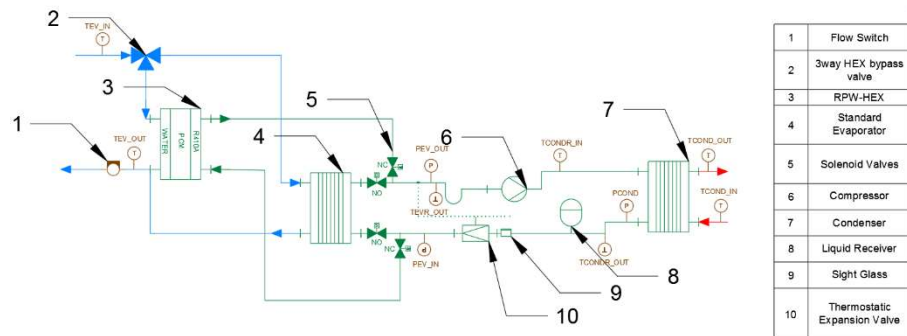 TEV_IN
T
2
3
1
TEV_OUT
T
WATER
PCM
R410A
4
5
NC
NO
PEV_OUT
P
T
TEVR_OUT
NO
NC
P
PEV_IN
6
TCONDR_IN
T
7
TCOND_OUT
T
PCOND
P
TCOND_IN
T
T
TCONDR_OUT
8
9
10
1 Flow Switch
2 3way HEX bypass
valve
3 RPW-HEX
4 Standard
Evaporator
5 Solenoid Valves
6 Compressor
7 Condenser
8 Liquid Receiver
9 Sight Glass
10 Thermostatic
Expansion Valve